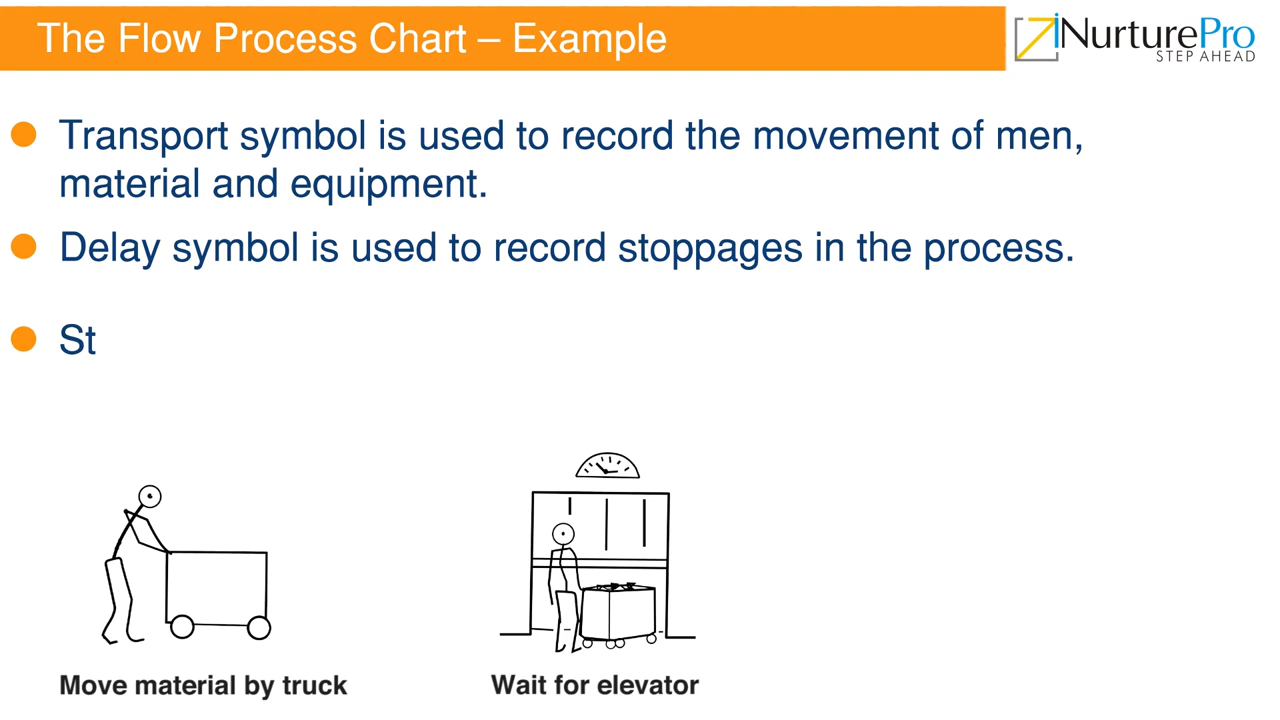 The Flow Process Chart – Example
iNurturePro
STEP AHEAD
Transport symbol is used to record the movement of men,
material and equipment.
Delay symbol is used to record stoppages in the process.
St
Move material by truck
Wait for elevator